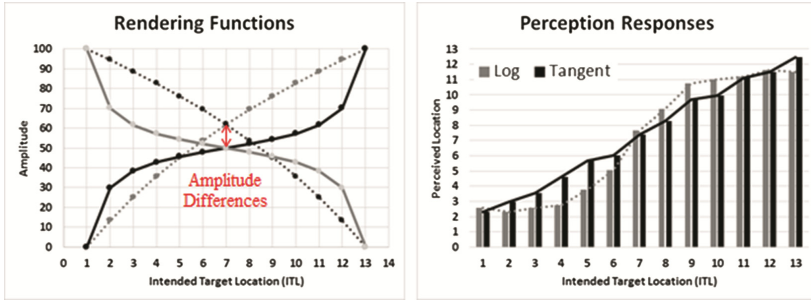 Rendering Functions
100
90
80
70
60
50
40
30
20
10
0
Amplitude
Amplitude
Differences
0 1 2 3 4 5 6 7 8 9 10 11 12 13 14
Intended Target Location (ITL)
Perception Responses
13
12
11
10
9
8
7
6
5
4
3
2
1
0
Perceived Location
Log Tangent
1 2 3 4 5 6 7 8 9 10 11 12 13
Intended Target Location (ITL)